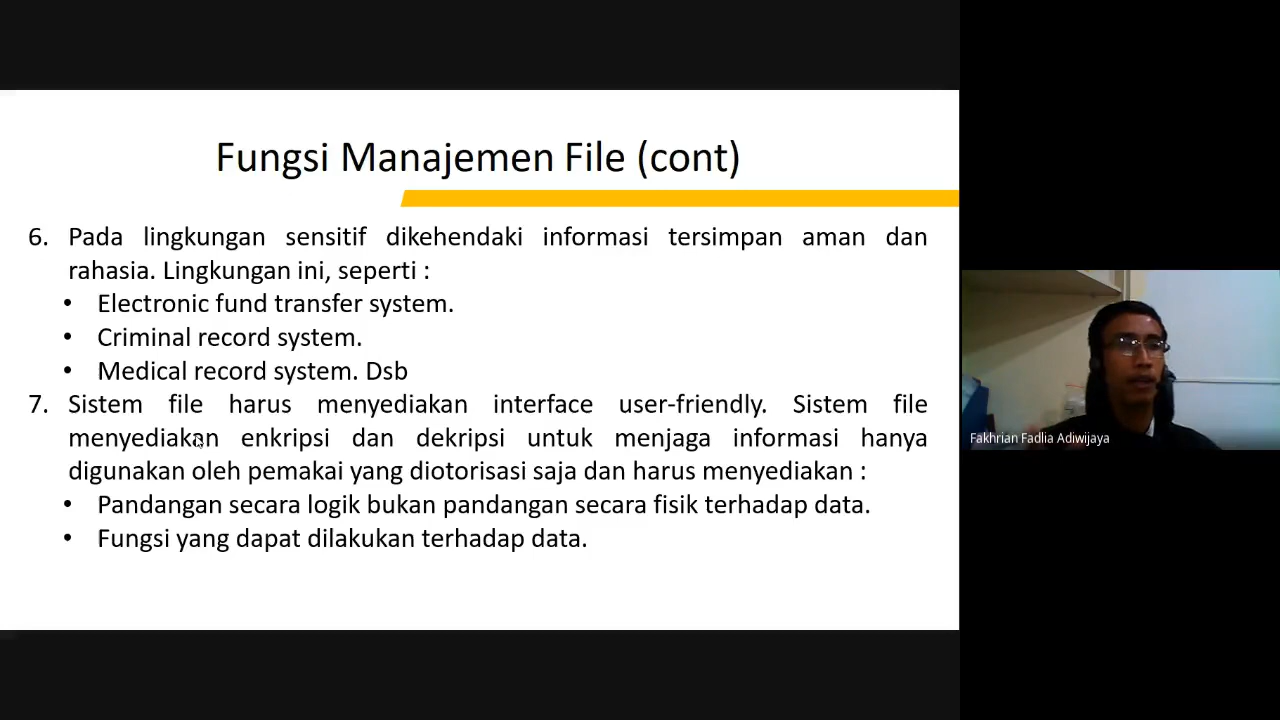 Fungsi Manajemen File (cont)
6. Pada lingkungan sensitif dikehendaki informasi tersimpan aman dan
rahasia. Lingkungan ini, seperti :
• Electronic fund transfer system.
• Criminal record system.
• Medical record system. Dsb
7. Sistem file harus menyediakan interface user-friendly. Sistem file
menyediakan enkripsi dan dekripsi untuk menjaga informasi hanya
digunakan oleh pemakai yang diotorisasi saja dan harus menyediakan :
• Pandangan secara logik bukan pandangan secara fisik terhadap data.
• Fungsi yang dapat dilakukan terhadap data.
Fakhrian Fadlia Adiwijaya